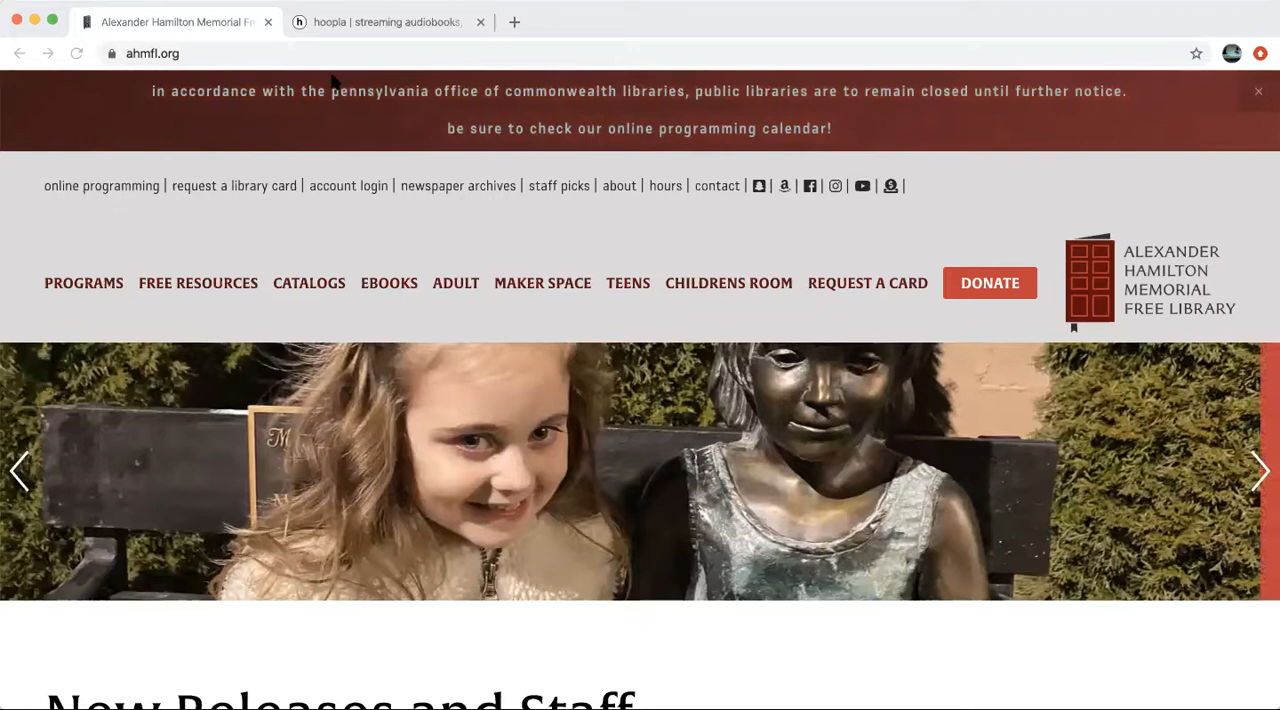 Alexander Hamilton Memorial Fr
hoopla | streaming audiobooks,
ahmfl.org
in accordance with the pennsylvania office of commonwealth libraries, public libraries are to remain closed until further notice.
be sure to check our online programming calendar!
online programming | request a library card | account login | newspaper archives | staff picks | about | hours | contact |
PROGRAMS FREE RESOURCES CATALOGS EBOOKS ADULT MAKER SPACE TEENS CHILDRENS ROOM REQUEST A CARD DONATE
ALEXANDER
HAMILTON
MEMORIAL
FREE LIBRARY
New Releases and Staff